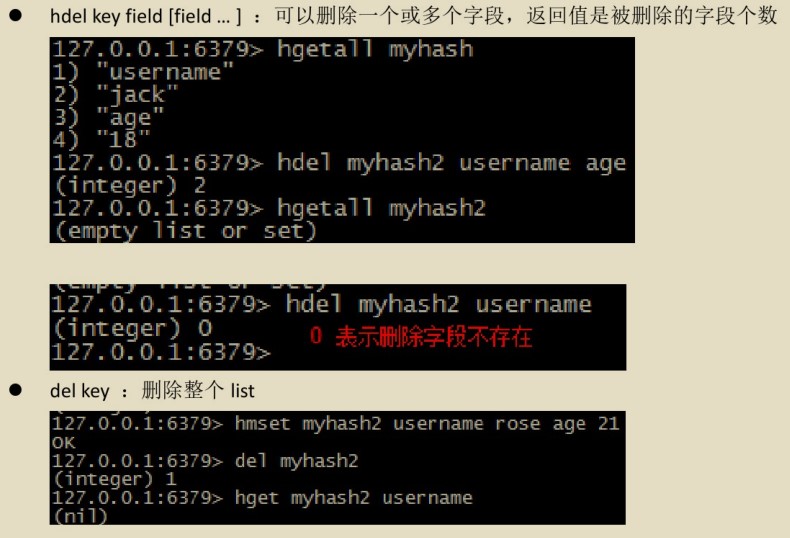 ● hdel key field [field … ] ：可以删除一个或多个字段，返回值是被删除的字段个数
127.0.0.1:6379> hgetall myhash
1) "username"
2) "jack"
3) "age"
4) "18"
127.0.0.1:6379> hdel myhash2 username age
(integer) 2
127.0.0.1:6379> hgetall myhash2
(empty list or set)
(empty list or set)
127.0.0.1:6379> hdel myhash2 username
(integer) 0
0 表示删除字段不存在
127.0.0.1:6379>
● del key ：删除整个 list
127.0.0.1:6379> hmset myhash2 username rose age 21
OK
127.0.0.1:6379> del myhash2
(integer) 1
127.0.0.1:6379> hget myhash2 username
(nil)